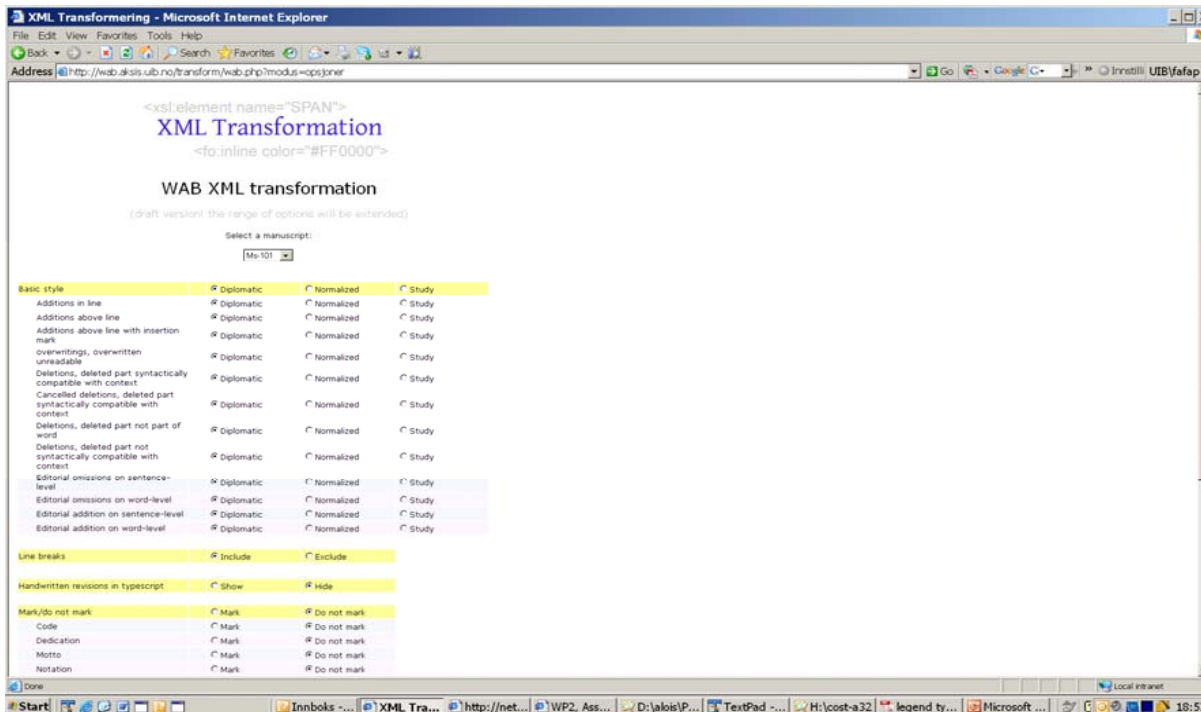 XML Transformering - Microsoft Internet Explorer
File Edit View Favorites Tools Help
Back Search Favorites
Address http://wab.aksis.uib.no/transform/wab.php?modus=opsjoner Go Google Innstilli UIB\fafap
<xsl:element name="SPAN">
XML Transformation
<fo:inline color="#FF0000">
WAB XML transformation
(draft version! the range of options will be extended)
Select a manuscript:
Ms-101
Basic style Diplomatic Normalized Study
Additions in line Diplomatic Normalized Study
Additions above line Diplomatic Normalized Study
Additions above line with insertion
mark Diplomatic Normalized Study
overwritings, overwritten
unreadable Diplomatic Normalized Study
Deletions, deleted part syntactically
compatible with context Diplomatic Normalized Study
Cancelled deletions, deleted part
syntactically compatible with Diplomatic Normalized Study
context
Deletions, deleted part not part of
word Diplomatic Normalized Study
Deletions, deleted part not
syntactically compatible with Diplomatic Normalized Study
context
Editorial omissions on sentence-
level Diplomatic Normalized Study
Editorial omissions on word-level Diplomatic Normalized Study
Editorial addition on sentence-level Diplomatic Normalized Study
Editorial addition on word-level Diplomatic Normalized Study
Line breaks Include Exclude
Handwritten revisions in typescript Show Hide
Mark/do not mark Mark Do not mark
Code Mark Do not mark
Dedication Mark Do not mark
Motto Mark Do not mark
Notation Mark Do not mark
Done Local intranet
Start Innboks -... XML Tra... http://net... WP2, Ass... D:\alois\P... TextPad -... H:\cost-a32 legend ty... Microsoft ... 18:5